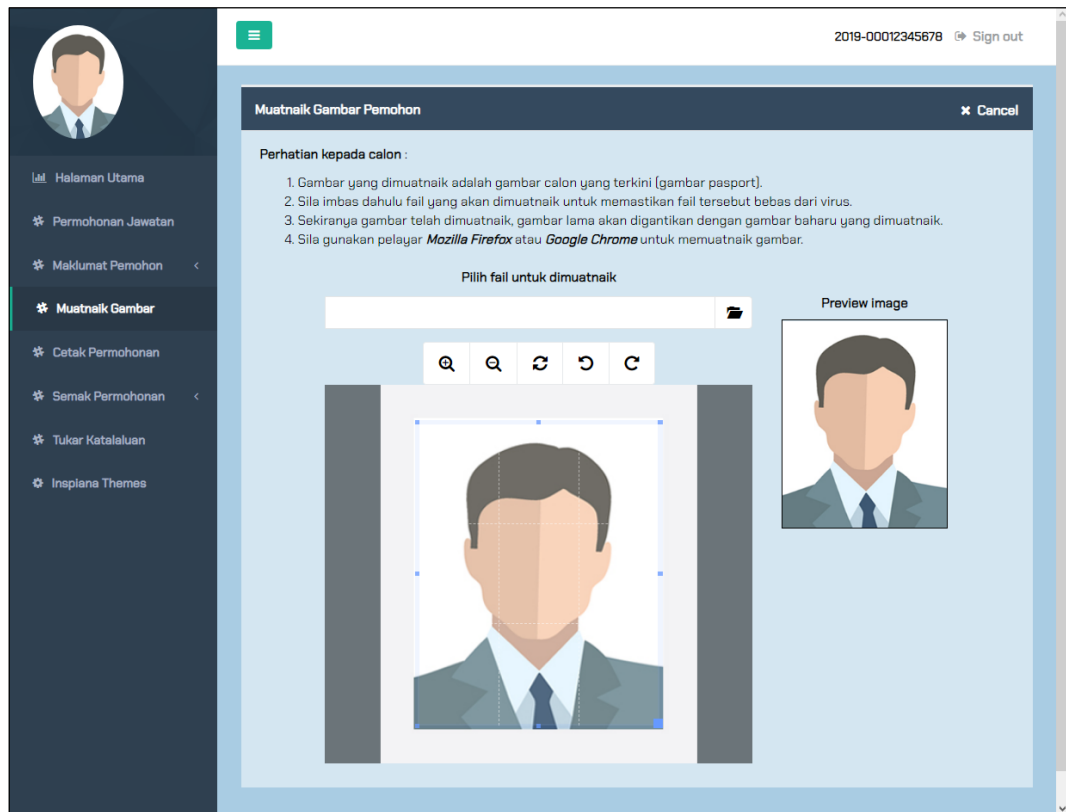 2019-00012345678 Sign out
Muatnaik Gambar Pemohon
Cancel
Halaman Utama
Permohonan Jawatan
Maklumat Pemohon
Muatnaik Gambar
Cetak Permohonan
Semak Permohonan
Tukar Katalaluan
Inspiana Themes
Perhatian kepada calon :
1. Gambar yang dimuatnaik adalah gambar calon yang terkini (gambar pasport).
2. Sila imbas dahulu fail yang akan dimuatnaik untuk memastikan fail tersebut bebas dari virus.
3. Sekiranya gambar telah dimuatnaik, gambar lama akan digantikan dengan gambar baharu yang dimuatnaik.
4. Sila gunakan pelayar Mozilla Firefox atau Google Chrome untuk memuatnaik gambar.
Pilih fail untuk dimuatnaik
Preview image